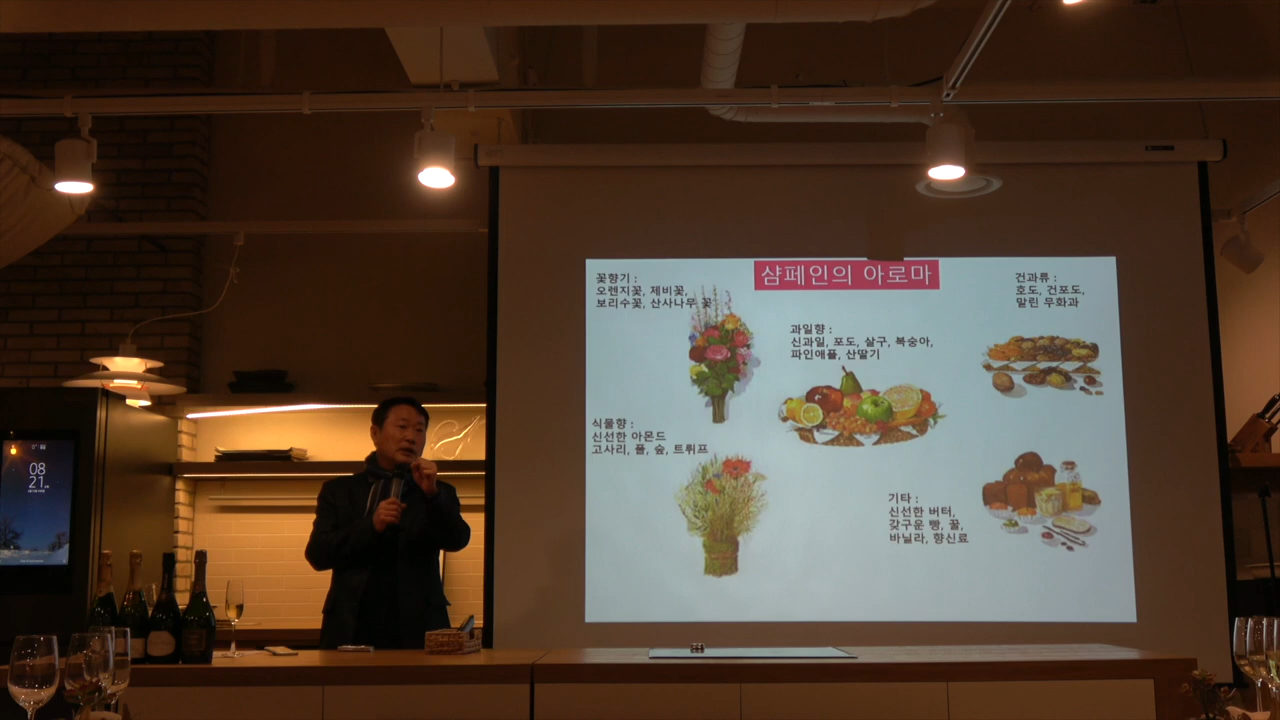 샴페인의 아로마
꽃향기 :
오렌지꽃, 제비꽃,
보리수꽃, 산사나무 꽃
과일향 :
신과일, 포도, 살구, 복숭아,
파인애플, 산딸기
건과류 :
호도, 건포도,
말린 무화과
식물향 :
신선한 아몬드
고사리, 풀, 숲, 트뤼프
기타 :
신선한 버터,
갓구운 빵, 꿀,
바닐라, 향신료
08
21